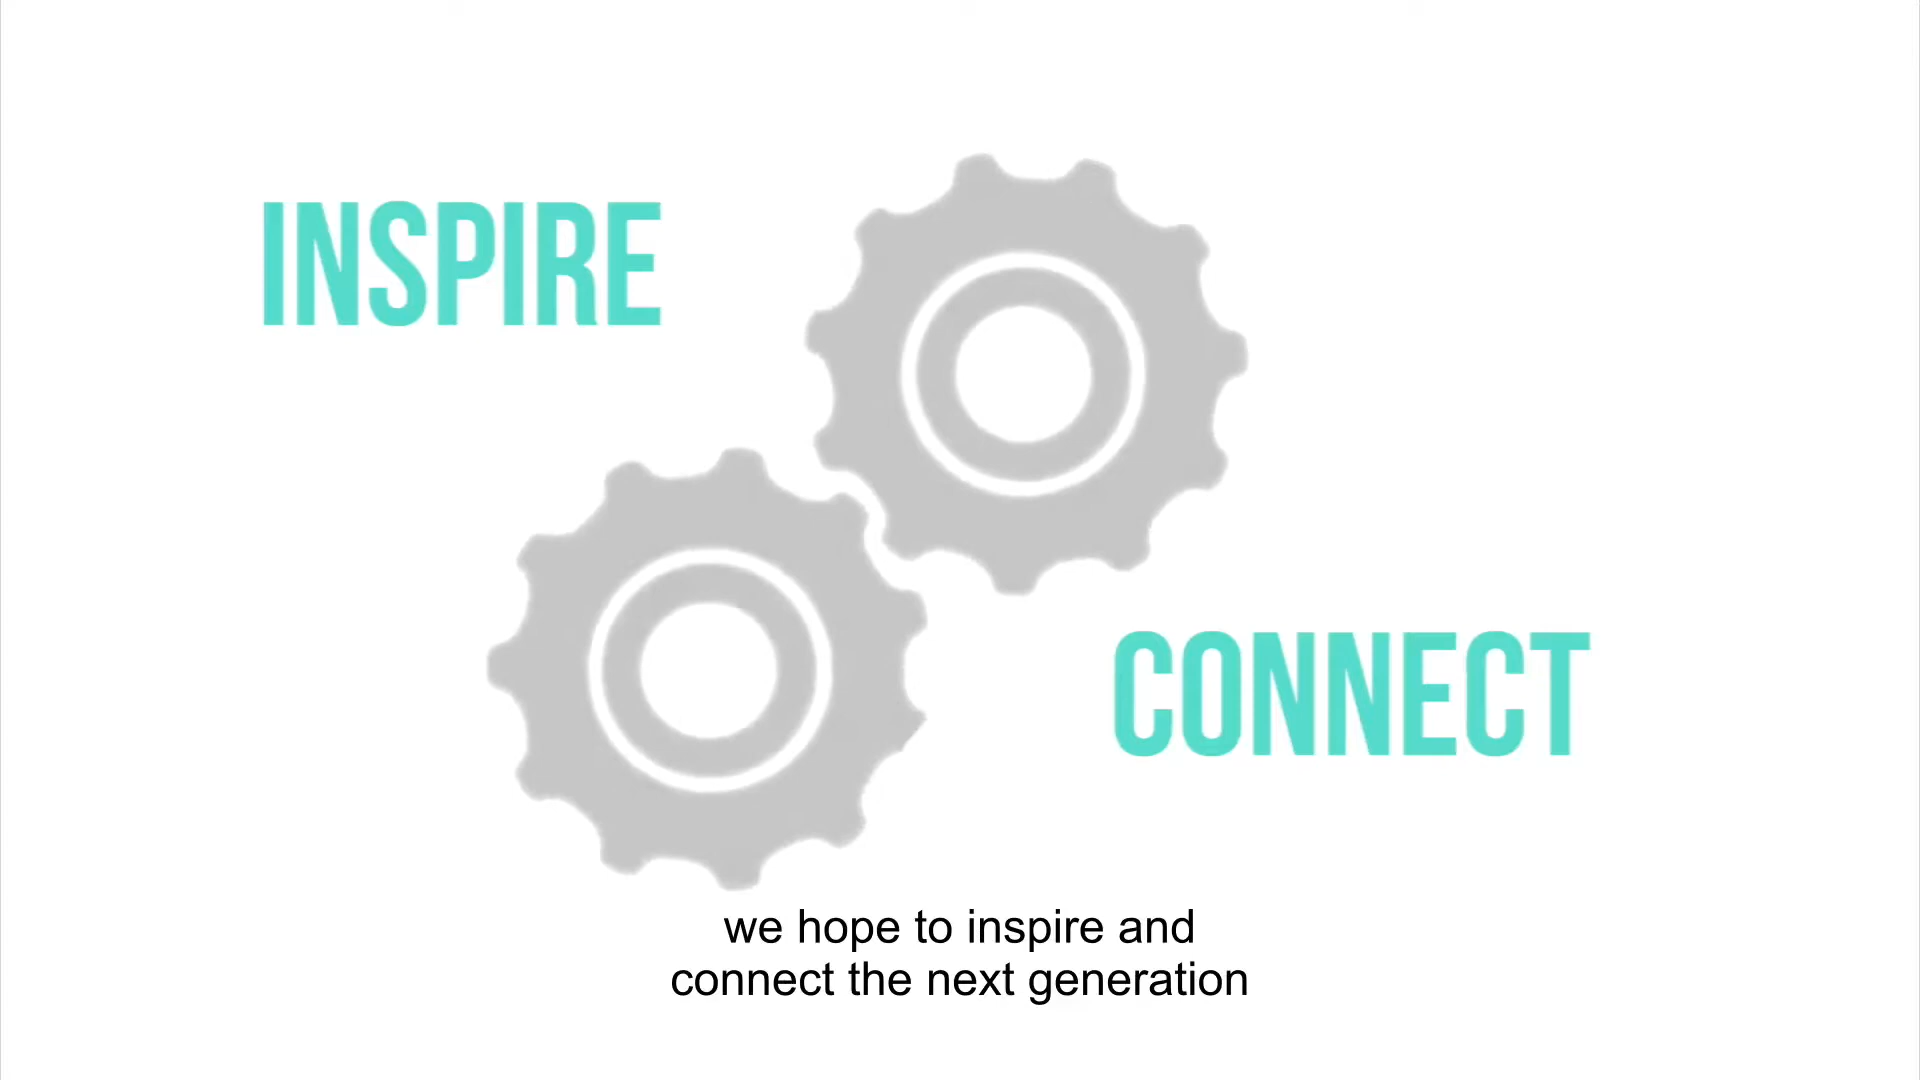 INSPIRE
CONNECT
we hope to inspire and
connect the next generation